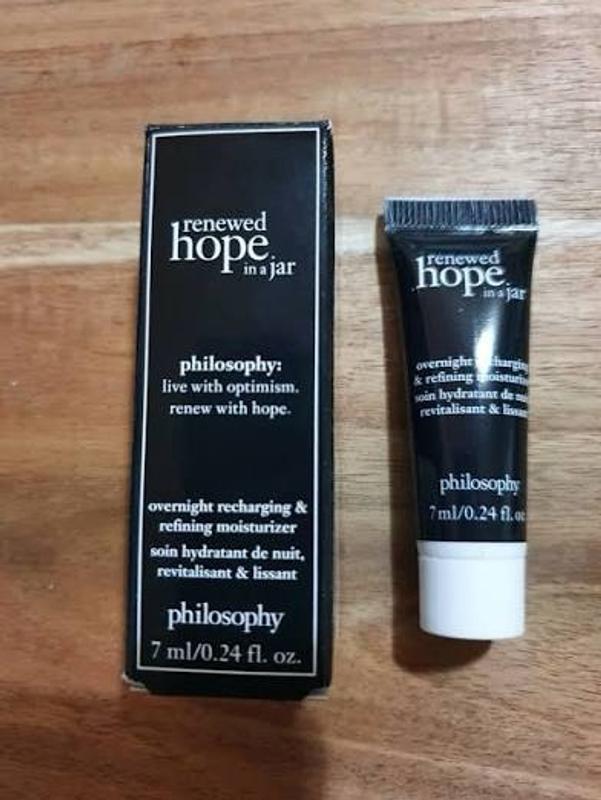 renewed
hope
in a jar
philosophy:
live with optimism.
renew with hope.
overnight recharging &
refining moisturizer
soin hydratant de nuit,
revitalisant & lissant
philosophy
7 ml/0.24 fl. oz.
renewed
hope
in a jar
overnight recharging
& refining moisturizer
soin hydratant de nuit
revitalisant & lissant
philosophy
7 ml/0.24 fl. oz